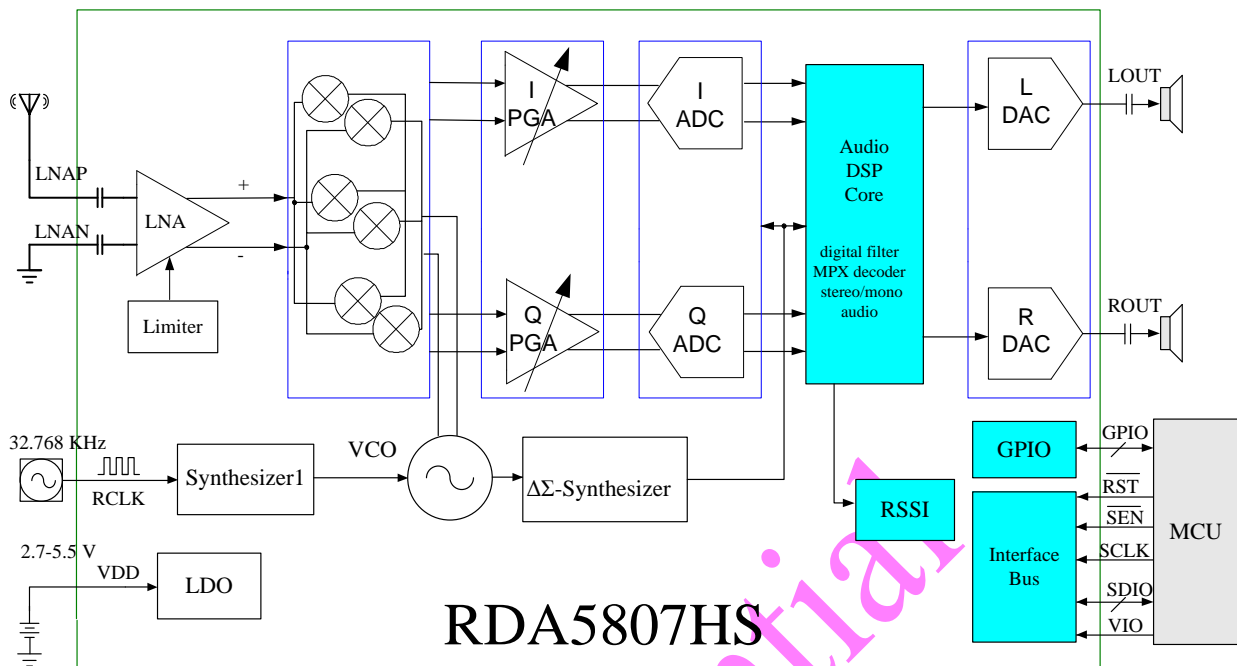 LNAP
LNAN
LNA
+
-
Limiter
I
PGA
Q
PGA
I
ADC
Q
ADC
Audio
DSP
Core
digital filter
MPX decoder
stereo/mono
audio
L
DAC
R
DAC
LOUT
ROUT
32.768 KHz
RCLK
Synthesizer1
VCO
ΔΣ-Synthesizer
RSSI
GPIO
Interface
Bus
GPIO
RST
SEN
SCLK
SDIO
VIO
MCU
2.7-5.5 V
VDD
LDO
RDA5807HS